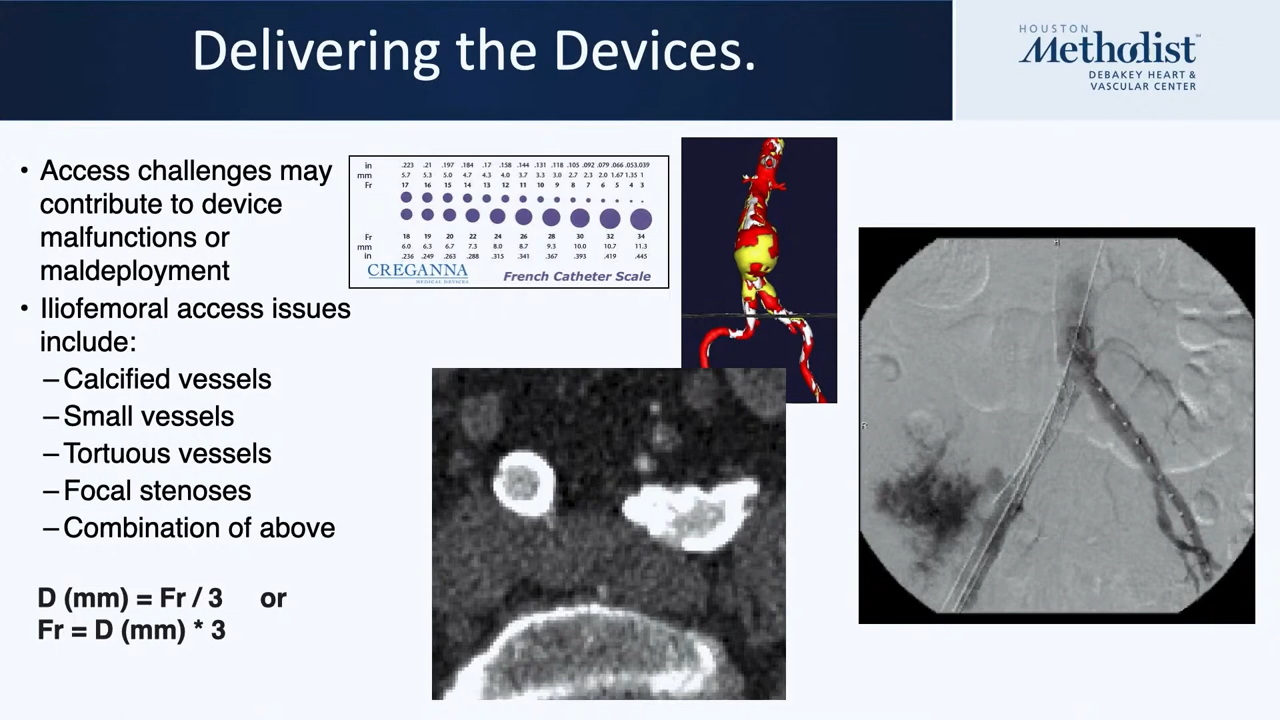 Delivering the Devices.
HOUSTON
Methodist
DEBAKEY HEART &
VASCULAR CENTER
• Access challenges may
contribute to device
malfunctions or
maldeployment
• Iliofemoral access issues
include:
– Calcified vessels
– Small vessels
– Tortuous vessels
– Focal stenoses
– Combination of above
D (mm) = Fr / 3 or
Fr = D (mm) * 3
in .223 .21 .197 .184 .17 .158 .144 .131 .118 .105 .092 .079 .066 .053 .039
mm 5.7 5.3 5.0 4.7 4.3 4.0 3.7 3.3 3.0 2.7 2.3 2.0 1.67 1.35 1
Fr 17 16 15 14 13 12 11 10 9 8 7 6 5 4 3
Fr 18 19 20 22 24 26 28 30 32 34
mm 6.0 6.3 6.7 7.3 8.0 8.7 9.3 10.0 10.7 11.3
in .236 .249 .263 .288 .315 .341 .367 .393 .419 .445
CREGANNA
MEDICAL DEVICES
French Catheter Scale